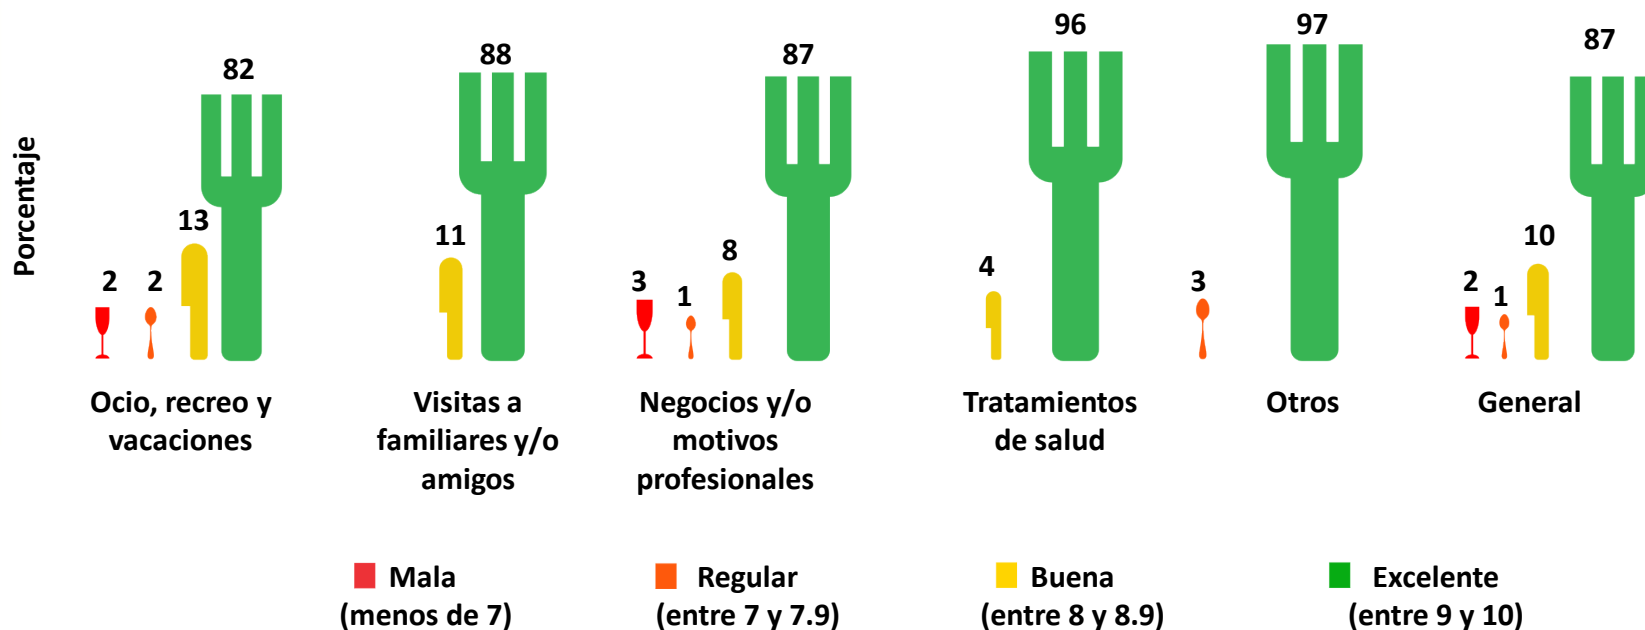 Porcentaje
2
2
13
82
11
88
3
1
8
87
4
96
3
97
2
1
10
87
Ocio, recreo y
vacaciones
Visitas a
familiares y/o
amigos
Negocios y/o
motivos
profesionales
Tratamientos
de salud
Otros
General
Mala
(menos de 7)
Regular
(entre 7 y 7.9)
Buena
(entre 8 y 8.9)
Excelente
(entre 9 y 10)